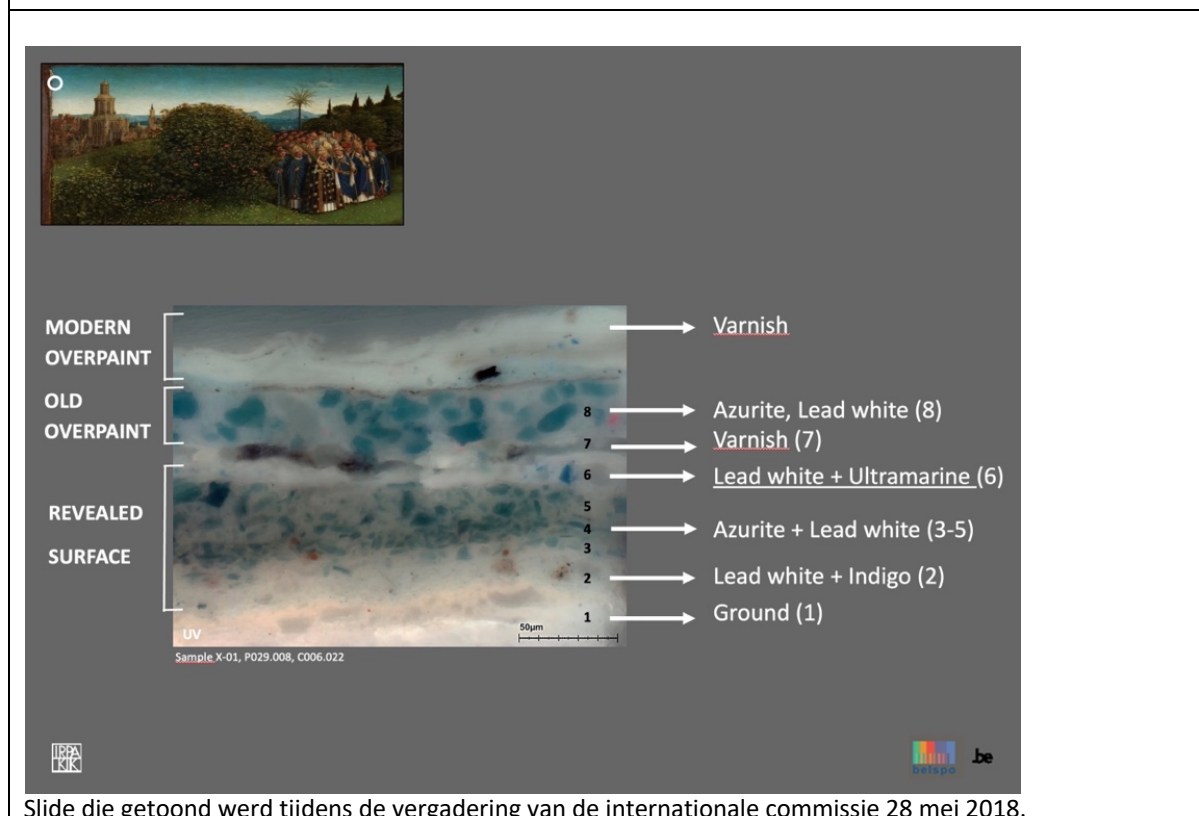 MODERN
OVERPAINT
OLD
OVERPAINT
REVEALED
SURFACE
8
7
6
5
4
3
2
1
50µm
UV
Varnish
Azurite, Lead white (8)
Varnish (7)
Lead white + Ultramarine (6)
Azurite + Lead white (3-5)
Lead white + Indigo (2)
Ground (1)
Sample X-01, P029.008, C006.022
IRPA
KIK
belspo
.be
Slide die getoond werd tijdens de vergadering van de internationale commissie 28 mei 2018.